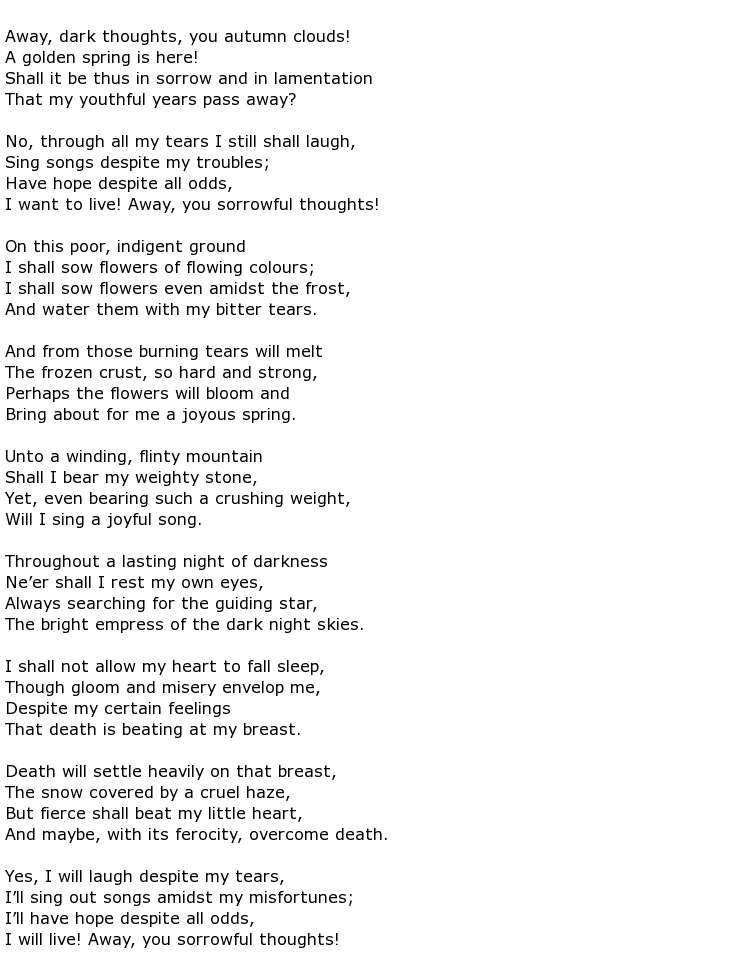 Away, dark thoughts, you autumn clouds!
A golden spring is here!
Shall it be thus in sorrow and in lamentation
That my youthful years pass away?

No, through all my tears I still shall laugh,
Sing songs despite my troubles;
Have hope despite all odds,
I want to live! Away, you sorrowful thoughts!

On this poor, indigent ground
I shall sow flowers of flowing colours;
I shall sow flowers even amidst the frost,
And water them with my bitter tears.

And from those burning tears will melt
The frozen crust, so hard and strong,
Perhaps the flowers will bloom and
Bring about for me a joyous spring.

Unto a winding, flinty mountain
Shall I bear my weighty stone,
Yet, even bearing such a crushing weight,
Will I sing a joyful song.

Throughout a lasting night of darkness
Ne’er shall I rest my own eyes,
Always searching for the guiding star,
The bright empress of the dark night skies.

I shall not allow my heart to fall sleep,
Though gloom and misery envelop me,
Despite my certain feelings
That death is beating at my breast.

Death will settle heavily on that breast,
The snow covered by a cruel haze,
But fierce shall beat my little heart,
And maybe, with its ferocity, overcome death.

Yes, I will laugh despite my tears,
I’ll sing out songs amidst my misfortunes;
I’ll have hope despite all odds,
I will live! Away, you sorrowful thoughts!